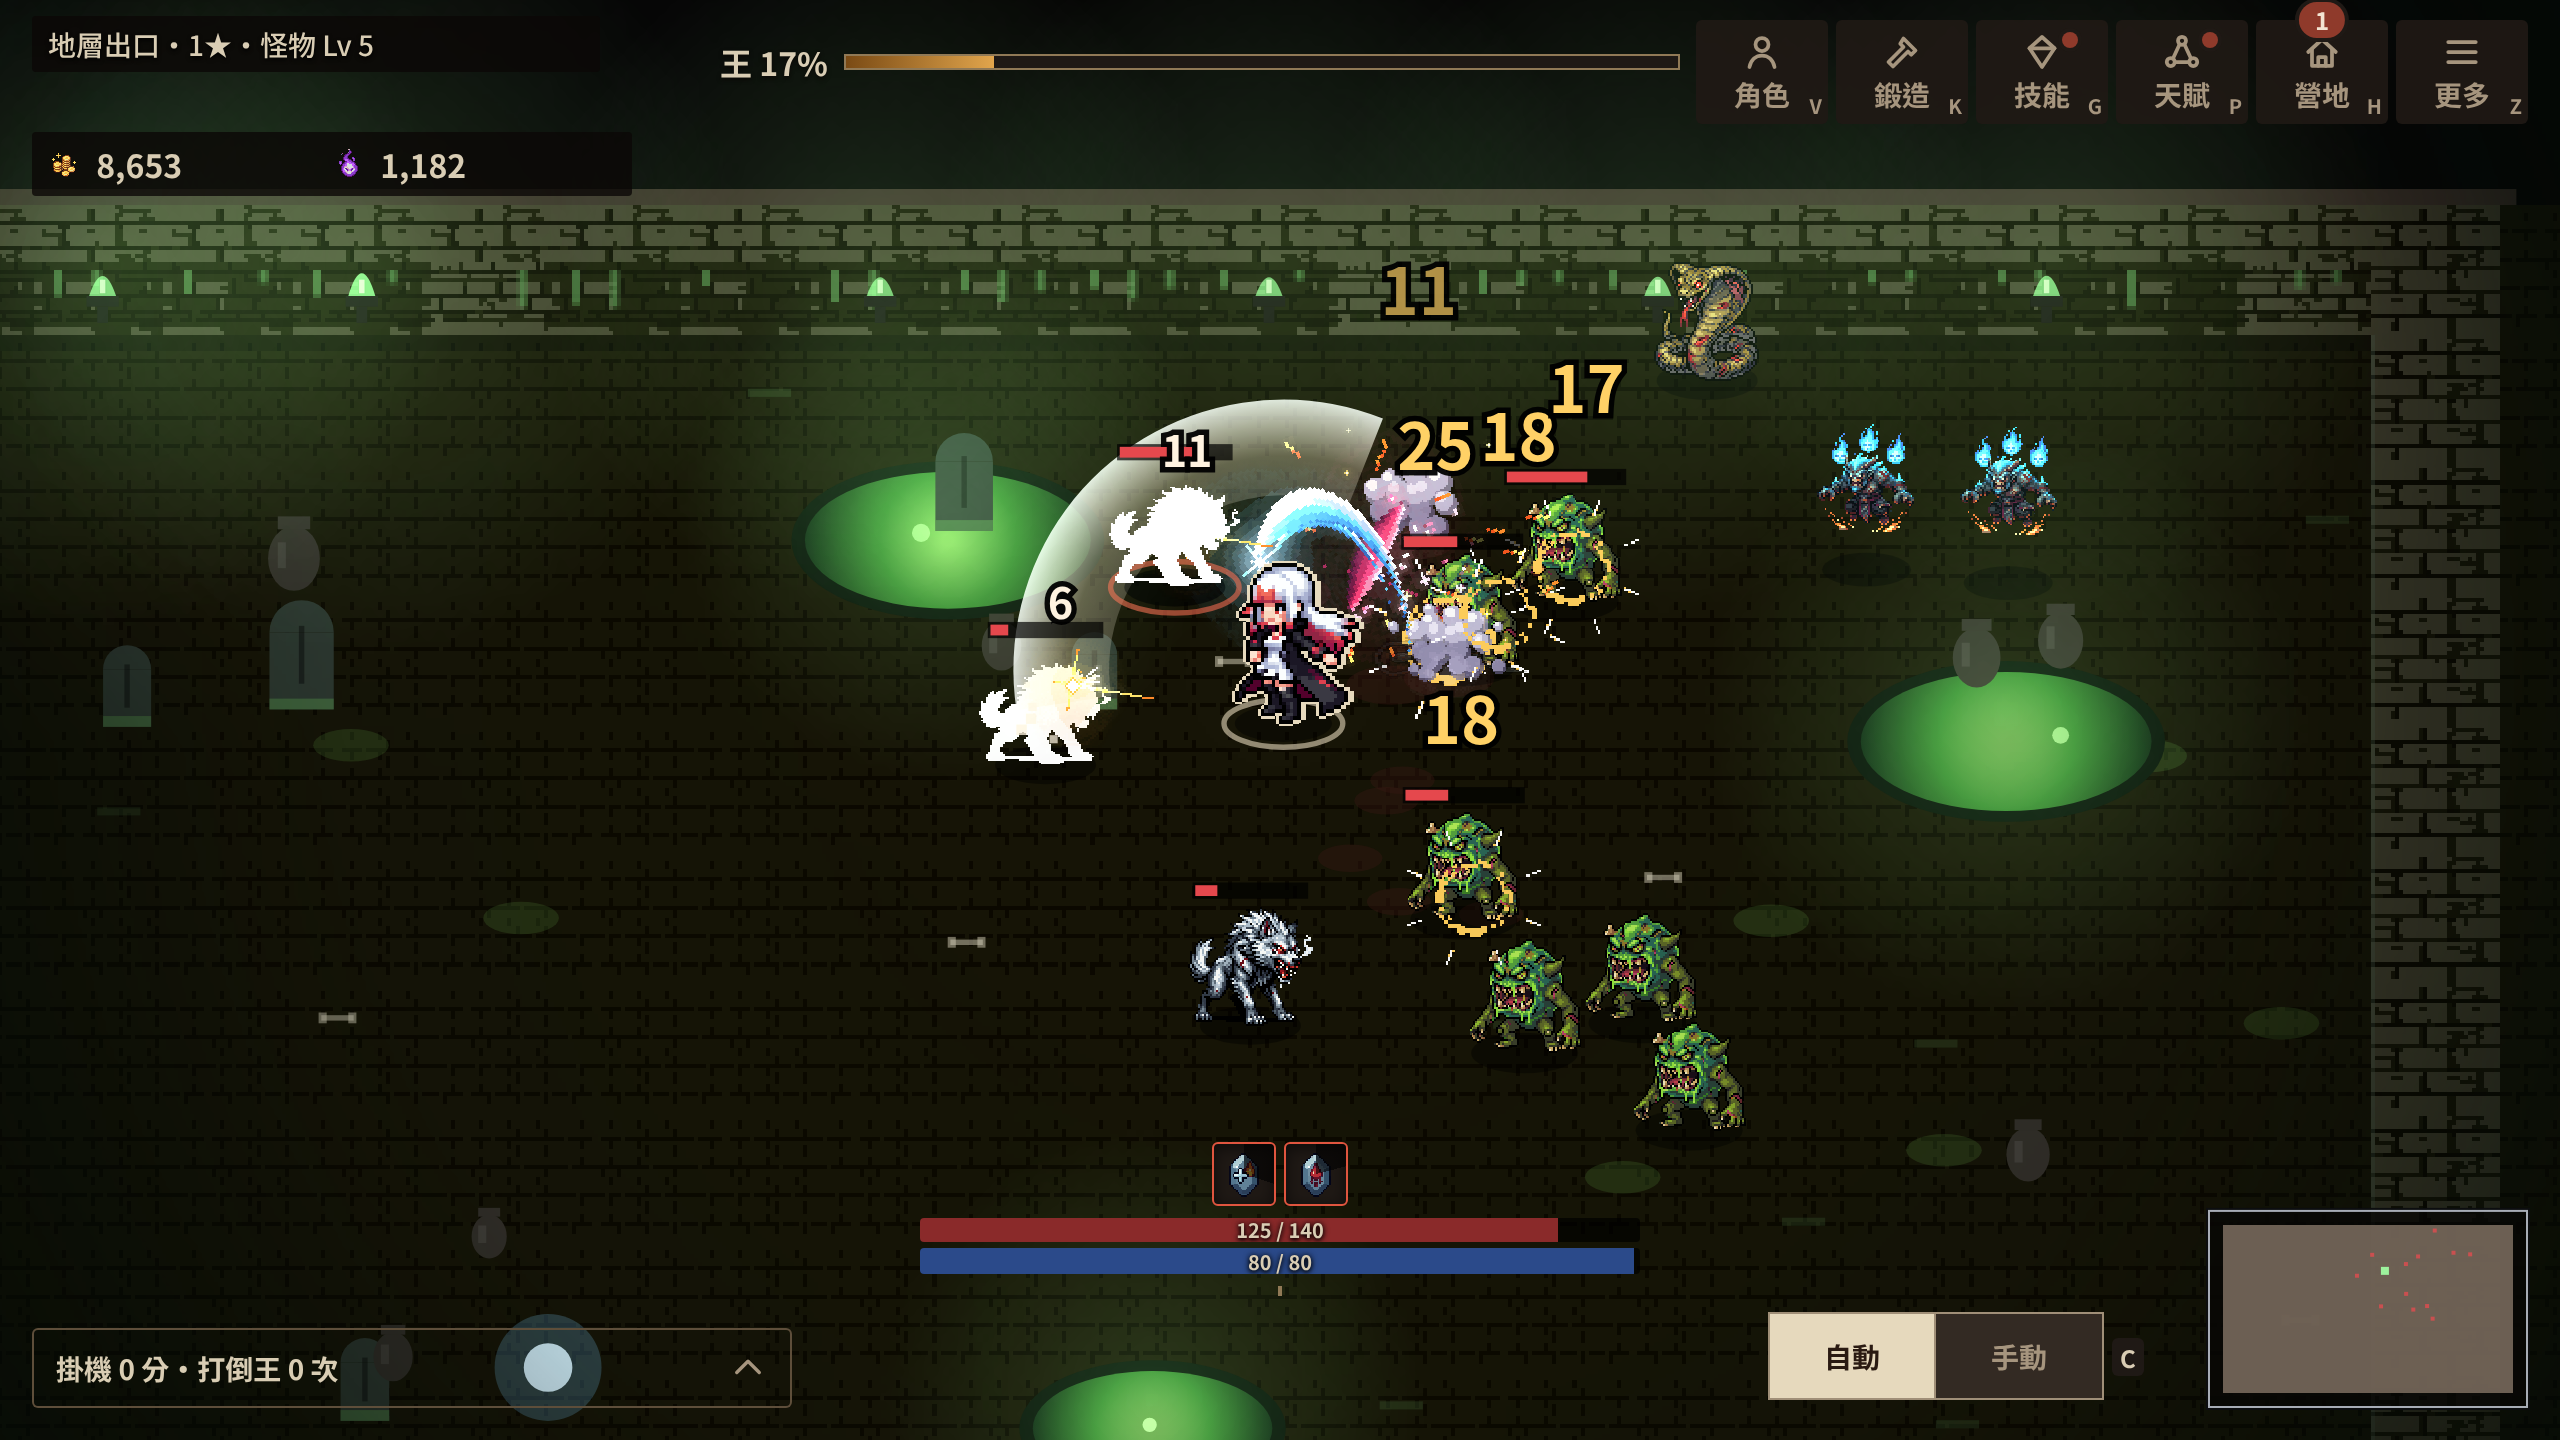 地層出口・1★・怪物 Lv 5
王 17%
角色 V
鍛造 K
技能 G
天賦 P
1
營地 H
更多 Z
8,653
1,182
11
17
25
18
11
6
18
125 / 140
80 / 80
掛機 0 分・打倒王 0 次
自動
手動
C